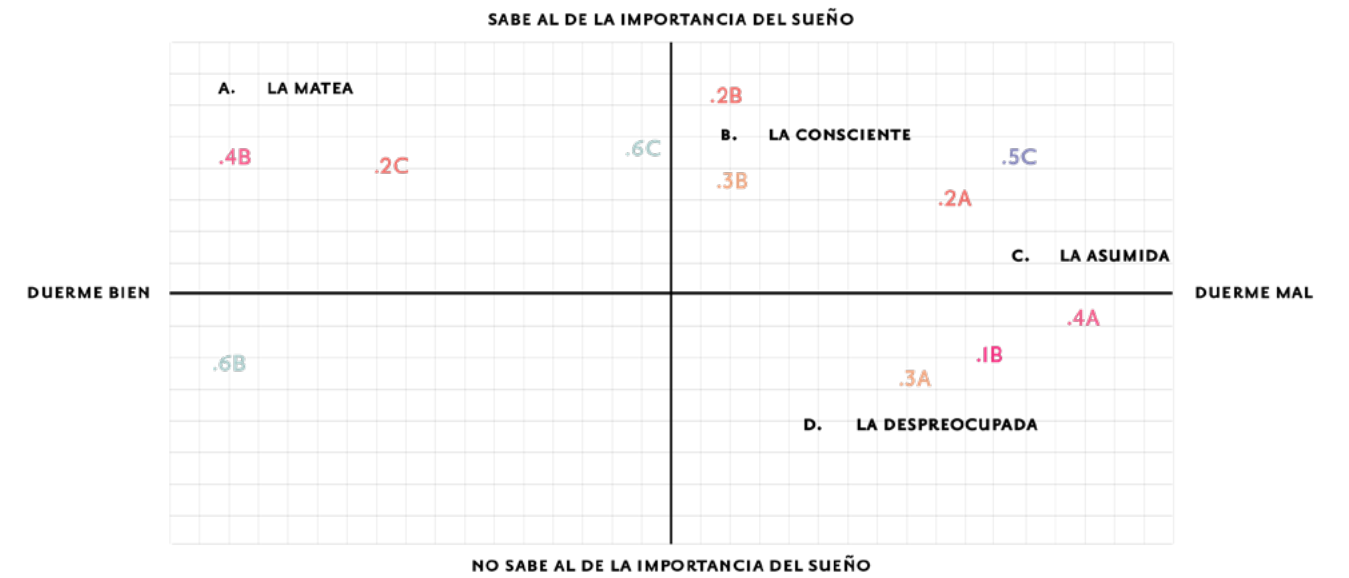 SABE AL DE LA IMPORTANCIA DEL SUEÑO
A. LA MATEA
.2B
B. LA CONSCIENTE
.4B
.2C
.6C
.5C
.3B
.2A
C. LA ASUMIDA
DUERME BIEN
DUERME MAL
.4A
.1B
.6B
.3A
D. LA DESPREOCUPADA
NO SABE AL DE LA IMPORTANCIA DEL SUEÑO